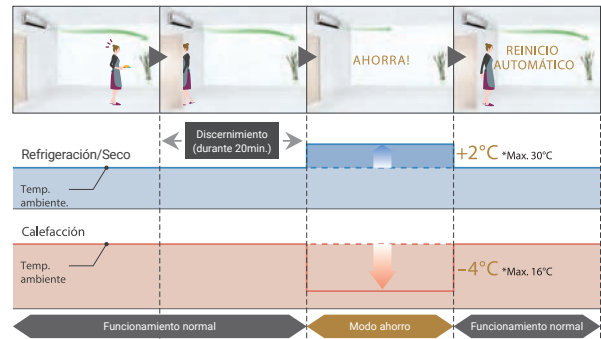 AHORRA!
REINICIO
AUTOMÁTICO
Discernimiento
(durante 20min.)
Refrigeración/Seco
+2°C *Max. 30°C
Temp.
ambiente.
Calefacción
Temp.
ambiente
–4°C *Max. 16°C
Funcionamiento normal
Modo ahorro
Funcionamiento normal